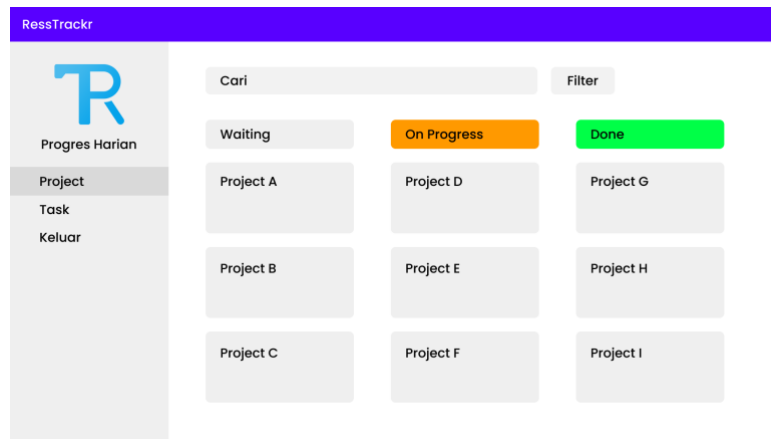 RessTrackr
TR
Progres Harian
Project
Task
Keluar
Cari
Filter
Waiting
On Progress
Done
Project A
Project D
Project G
Project B
Project E
Project H
Project C
Project F
Project I